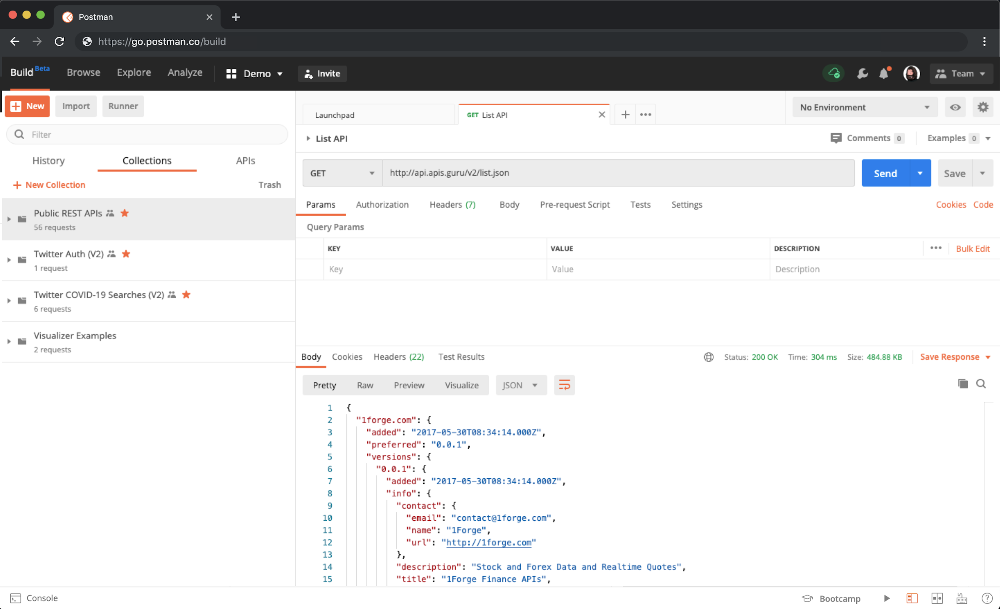 Postman
https://go.postman.co/build
Build Beta Browse Explore Analyze Demo Invite Team
New Import Runner
Filter
History Collections APIs
New Collection Trash
Public REST APIs
56 requests
Twitter Auth (V2)
1 request
Twitter COVID-19 Searches (V2)
6 requests
Visualizer Examples
2 requests
Launchpad GET List API No Environment
List API Comments 0 Examples 0
GET http://api.apis.guru/v2/list.json Send Save
Params Authorization Headers (7) Body Pre-request Script Tests Settings Cookies Code
Query Params
KEY VALUE DESCRIPTION Bulk Edit
Key Value Description
Body Cookies Headers (22) Test Results Status: 200 OK Time: 304 ms Size: 484.88 KB Save Response
Pretty Raw Preview Visualize JSON
1 {
2 "1forge.com": {
3 "added": "2017-05-30T08:34:14.000Z",
4 "preferred": "0.0.1",
5 "versions": {
6 "0.0.1": {
7 "added": "2017-05-30T08:34:14.000Z",
8 "info": {
9 "contact": {
10 "email": "contact@1forge.com",
11 "name": "1Forge",
12 "url": "http://1forge.com"
13 },
14 "description": "Stock and Forex Data and Realtime Quotes",
15 "title": "1Forge Finance APIs",
Console Bootcamp